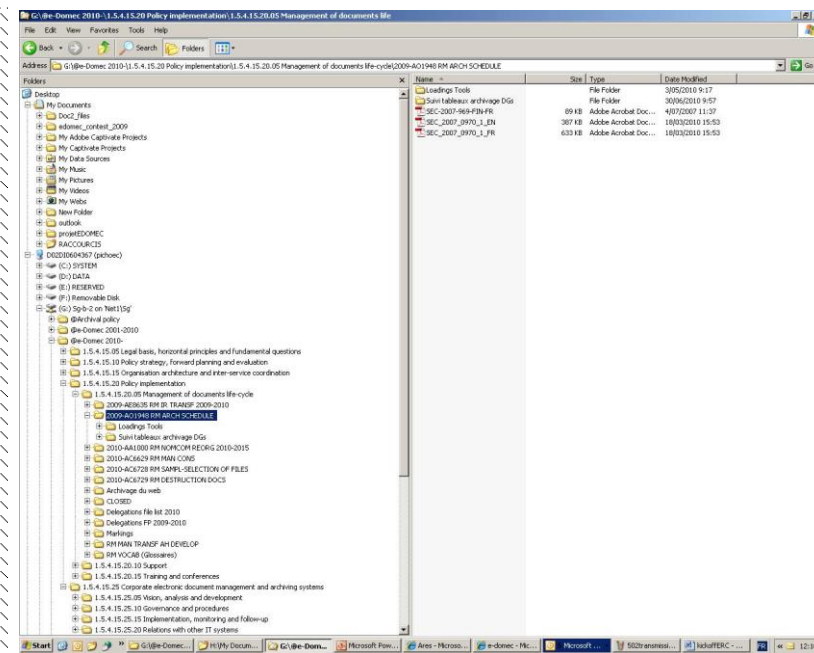 G:\@e-Domec 2010-\1.5.4.15.20 Policy implementation\1.5.4.15.20.05 Management of documents life
File Edit View Favorites Tools Help
Back Search Folders
Address G:\@e-Domec 2010-\1.5.4.15.20 Policy implementation\1.5.4.15.20.05 Management of documents life-cycle\2009-AO1948 RM ARCH SCHEDULE Go
Folders x Name Size Type Date Modified
Desktop
My Documents
Doc2_files
edomec_contest_2009
My Adobe Captivate Projects
My Captivate Projects
My Data Sources
My Music
My Pictures
My Videos
My Webs
New Folder
outlook
projetEDOMEC
RACCOURCIS
D02DI0604367 (pichoec)
(C:) SYSTEM
(D:) DATA
(E:) RESERVED
(F:) Removable Disk
(G:) Sg-b-2 on 'Net1\Sg'
@Archival policy
@e-Domec 2001-2010
@e-Domec 2010-
1.5.4.15.05 Legal basis, horizontal principles and fundamental questions
1.5.4.15.10 Policy strategy, forward planning and evaluation
1.5.4.15.15 Organisation architecture and inter-service coordination
1.5.4.15.20 Policy implementation
1.5.4.15.20.05 Management of documents life-cycle
2009-AE8635 RM IR TRANSF 2009-2010
2009-AO1948 RM ARCH SCHEDULE
Loadings Tools
Suivi tableaux archivage DGs
2010-AA1000 RM NOMCOM REORG 2010-2015
2010-AC6629 RM MAN CONS
2010-AC6728 RM SAMPL-SELECTION OF FILES
2010-AC6729 RM DESTRUCTION DOCS
Archivage du web
CLOSED
Delegations file list 2010
Delegations FP 2009-2010
Markings
RM MAN TRANSF AH DEVELOP
RM VOCAB (Glossaires)
1.5.4.15.20.10 Support
1.5.4.15.20.15 Training and conferences
1.5.4.15.25 Corporate electronic document management and archiving systems
1.5.4.15.25.05 Vision, analysis and development
1.5.4.15.25.10 Governance and procedures
1.5.4.15.25.15 Implementation, monitoring and follow-up
1.5.4.15.25.20 Relations with other IT systems
Loadings Tools File Folder 3/05/2010 9:17
Suivi tableaux archivage DGs File Folder 30/06/2010 9:57
SEC-2007-969-FIN-FR 89 KB Adobe Acrobat Doc... 4/07/2007 11:37
SEC_2007_0970_1_EN 387 KB Adobe Acrobat Doc... 18/03/2010 15:53
SEC_2007_0970_1_FR 633 KB Adobe Acrobat Doc... 18/03/2010 15:53
Start G:\@e-Domec... H:\My Docum... G:\@e-Dom... Microsoft Pow... Ares - Micros... e-domec - Mic... Microsoft ... 502transmissi... kickoffERC - ... FR